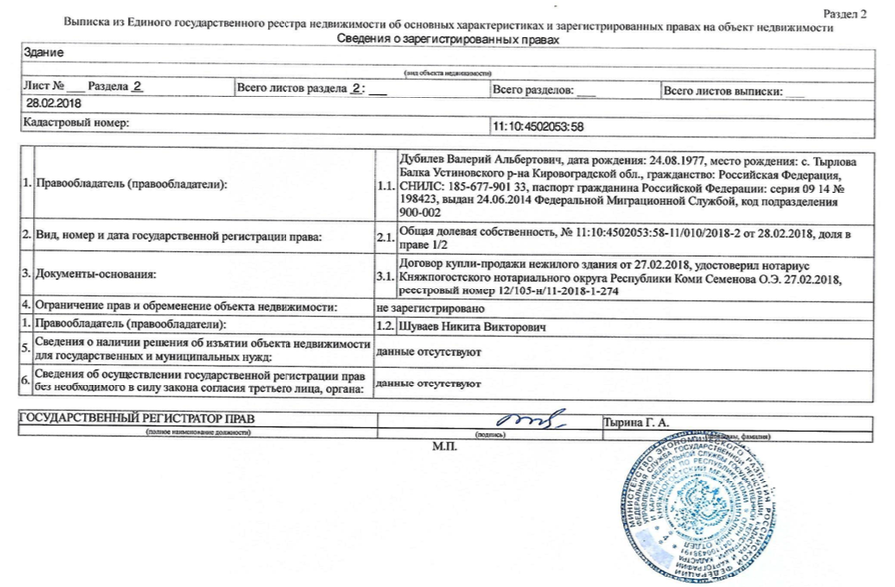 Раздел 2
Выписка из Единого государственного реестра недвижимости об основных характеристиках и зарегистрированных правах на объект недвижимости
Сведения о зарегистрированных правах
Здание
(вид объекта недвижимости)
Лист № ___ Раздела 2 Всего листов раздела 2: ___ Всего разделов: ___ Всего листов выписки: ___
28.02.2018
Кадастровый номер: 11:10:4502053:58
1. Правообладатель (правообладатели): 1.1. Дубилев Валерий Альбертович, дата рождения: 24.08.1977, место рождения: с. Тырлова
Балка Устиновского р-на Кировоградской обл., гражданство: Российская Федерация,
СНИЛС: 185-677-901 33, паспорт гражданина Российской Федерации: серия 09 14 №
198423, выдан 24.06.2014 Федеральной Миграционной Службой, код подразделения
900-002
2. Вид, номер и дата государственной регистрации права: 2.1. Общая долевая собственность, № 11:10:4502053:58-11/010/2018-2 от 28.02.2018, доля в
праве 1/2
3. Документы-основания: 3.1. Договор купли-продажи нежилого здания от 27.02.2018, удостоверил нотариус
Княжпогостского нотариального округа Республики Коми Семенова О.Э. 27.02.2018,
реестровый номер 12/105-н/11-2018-1-274
4. Ограничение прав и обременение объекта недвижимости: не зарегистрировано
1. Правообладатель (правообладатели): 1.2. Шуваев Никита Викторович
5. Сведения о наличии решения об изъятии объекта недвижимости
для государственных и муниципальных нужд: данные отсутствуют
6. Сведения об осуществлении государственной регистрации прав
без необходимого в силу закона согласия третьего лица, органа: данные отсутствуют
ГОСУДАРСТВЕННЫЙ РЕГИСТРАТОР ПРАВ Тырина Г. А.
(полное наименование должности) (подпись) фамилия)
М.П.
МИНИСТЕРСТВО ЭКОНОМИЧЕСКОГО РАЗВИТИЯ РОССИЙСКОЙ ФЕДЕРАЦИИ